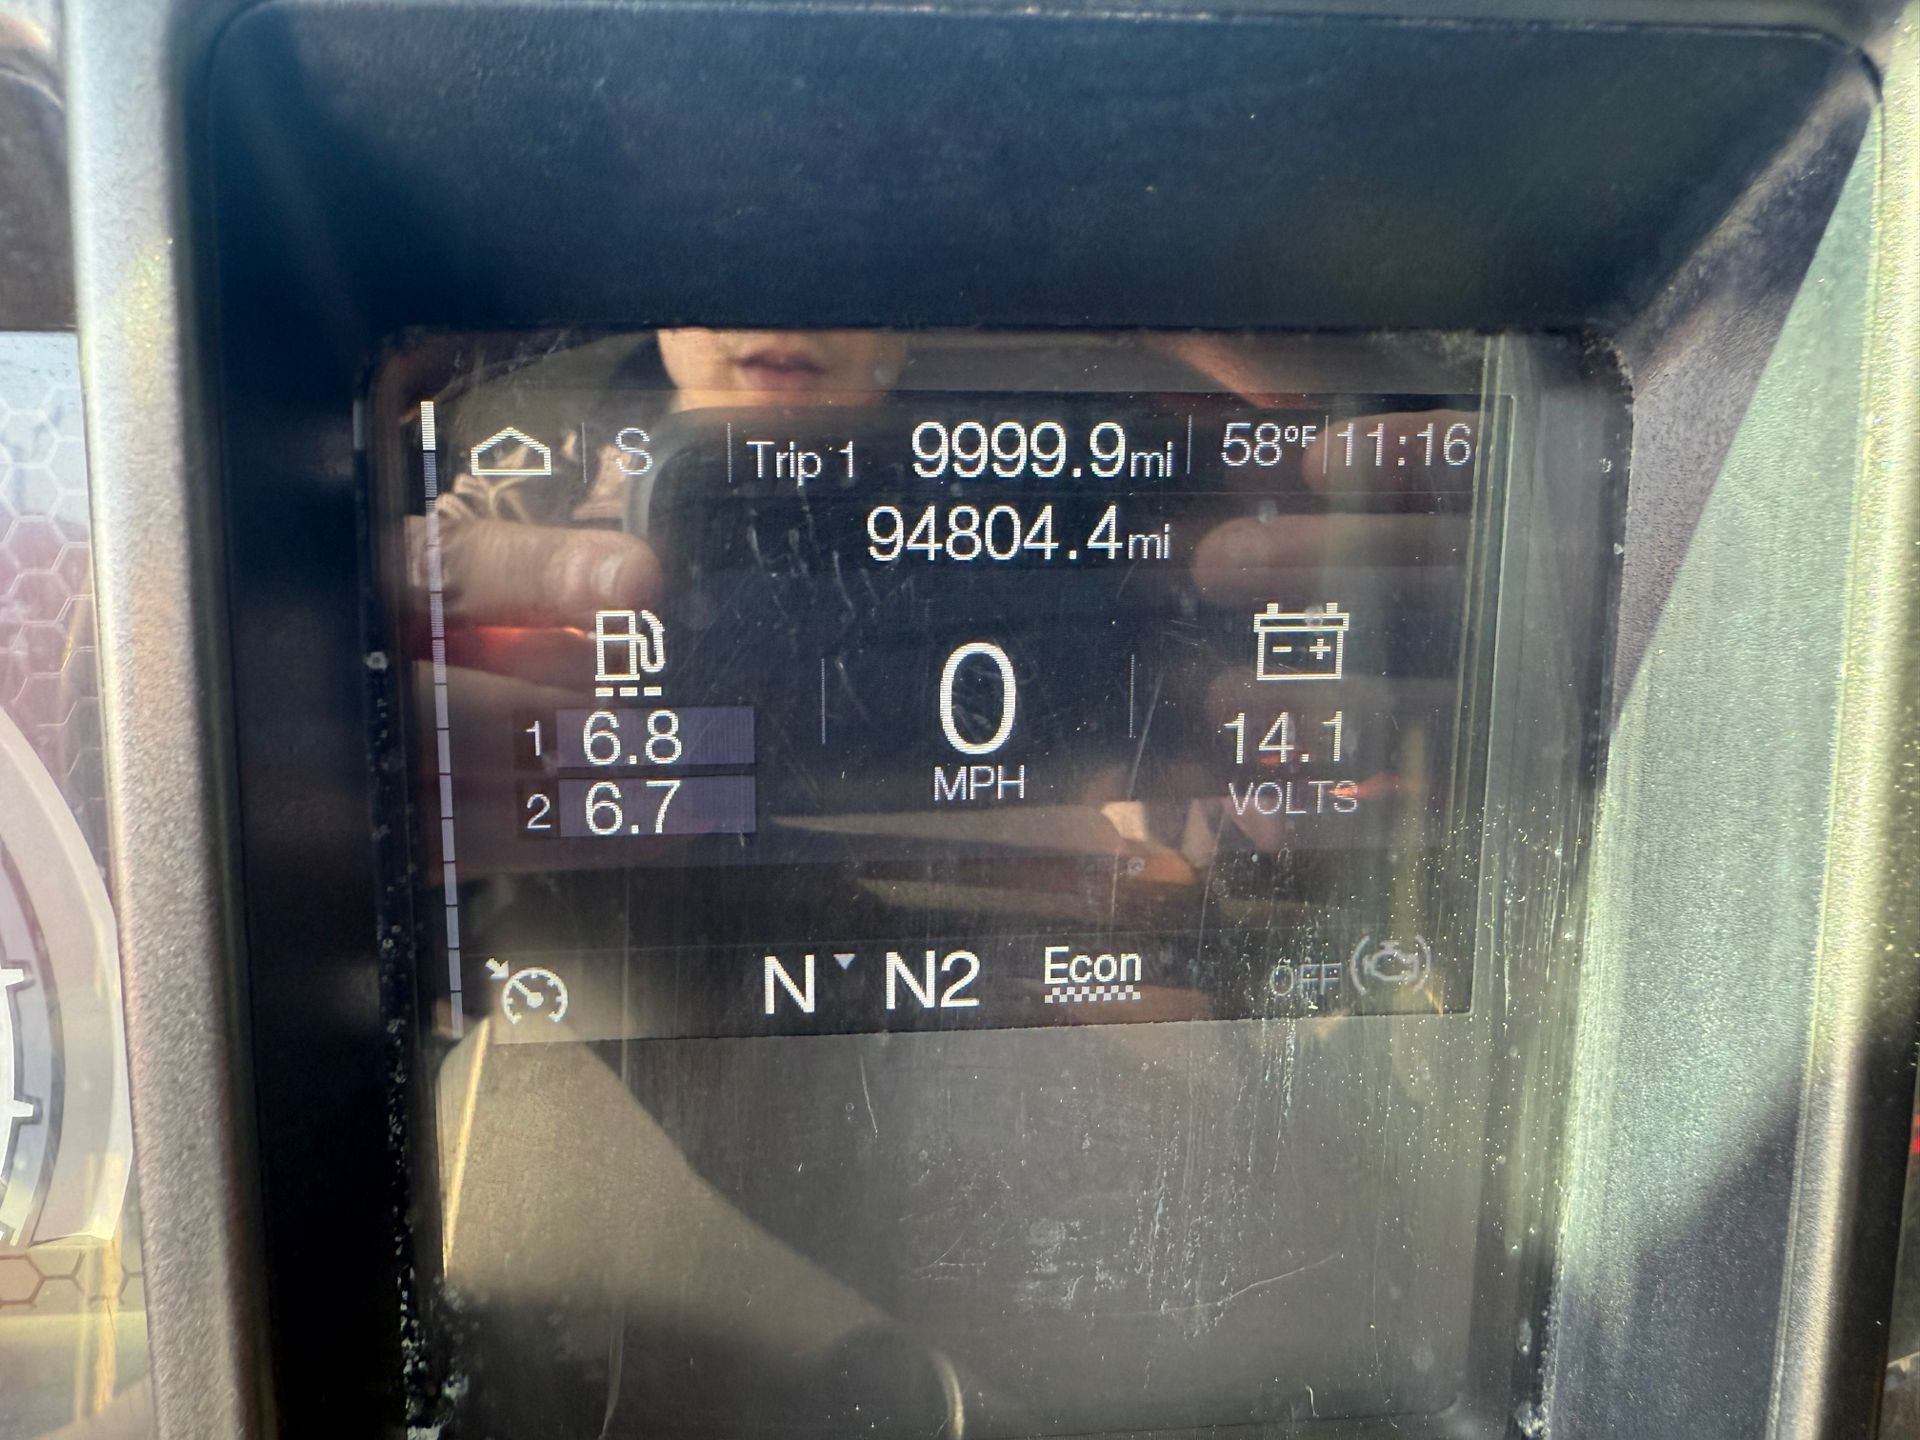 S Trip 1 9999.9mi 58°F 11:16
94804.4mi
1 6.8
2 6.7
0
MPH
- +
14.1
VOLTS
N N2 Econ OFF